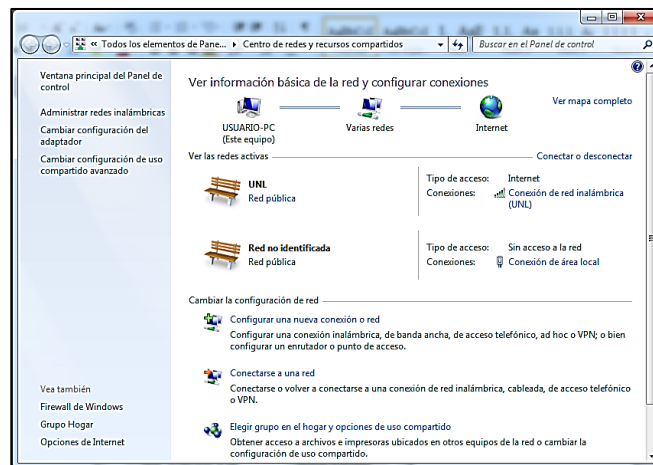 « Todos los elementos de Pane... ▸ Centro de redes y recursos compartidos
Buscar en el Panel de control
Ventana principal del Panel de
control
Administrar redes inalámbricas
Cambiar configuración del
adaptador
Cambiar configuración de uso
compartido avanzado
Vea también
Firewall de Windows
Grupo Hogar
Opciones de Internet
Ver información básica de la red y configurar conexiones
Ver mapa completo
USUARIO-PC
(Este equipo)
Varias redes
Internet
Ver las redes activas
Conectar o desconectar
UNL
Red pública
Tipo de acceso: Internet
Conexiones: Conexión de red inalámbrica
(UNL)
Red no identificada
Red pública
Tipo de acceso: Sin acceso a la red
Conexiones: Conexión de área local
Cambiar la configuración de red
Configurar una nueva conexión o red
Configurar una conexión inalámbrica, de banda ancha, de acceso telefónico, ad hoc o VPN; o bien
configurar un enrutador o punto de acceso.
Conectarse a una red
Conectarse o volver a conectarse a una conexión de red inalámbrica, cableada, de acceso telefónico
o VPN.
Elegir grupo en el hogar y opciones de uso compartido
Obtener acceso a archivos e impresoras ubicados en otros equipos de la red o cambiar la
configuración de uso compartido.